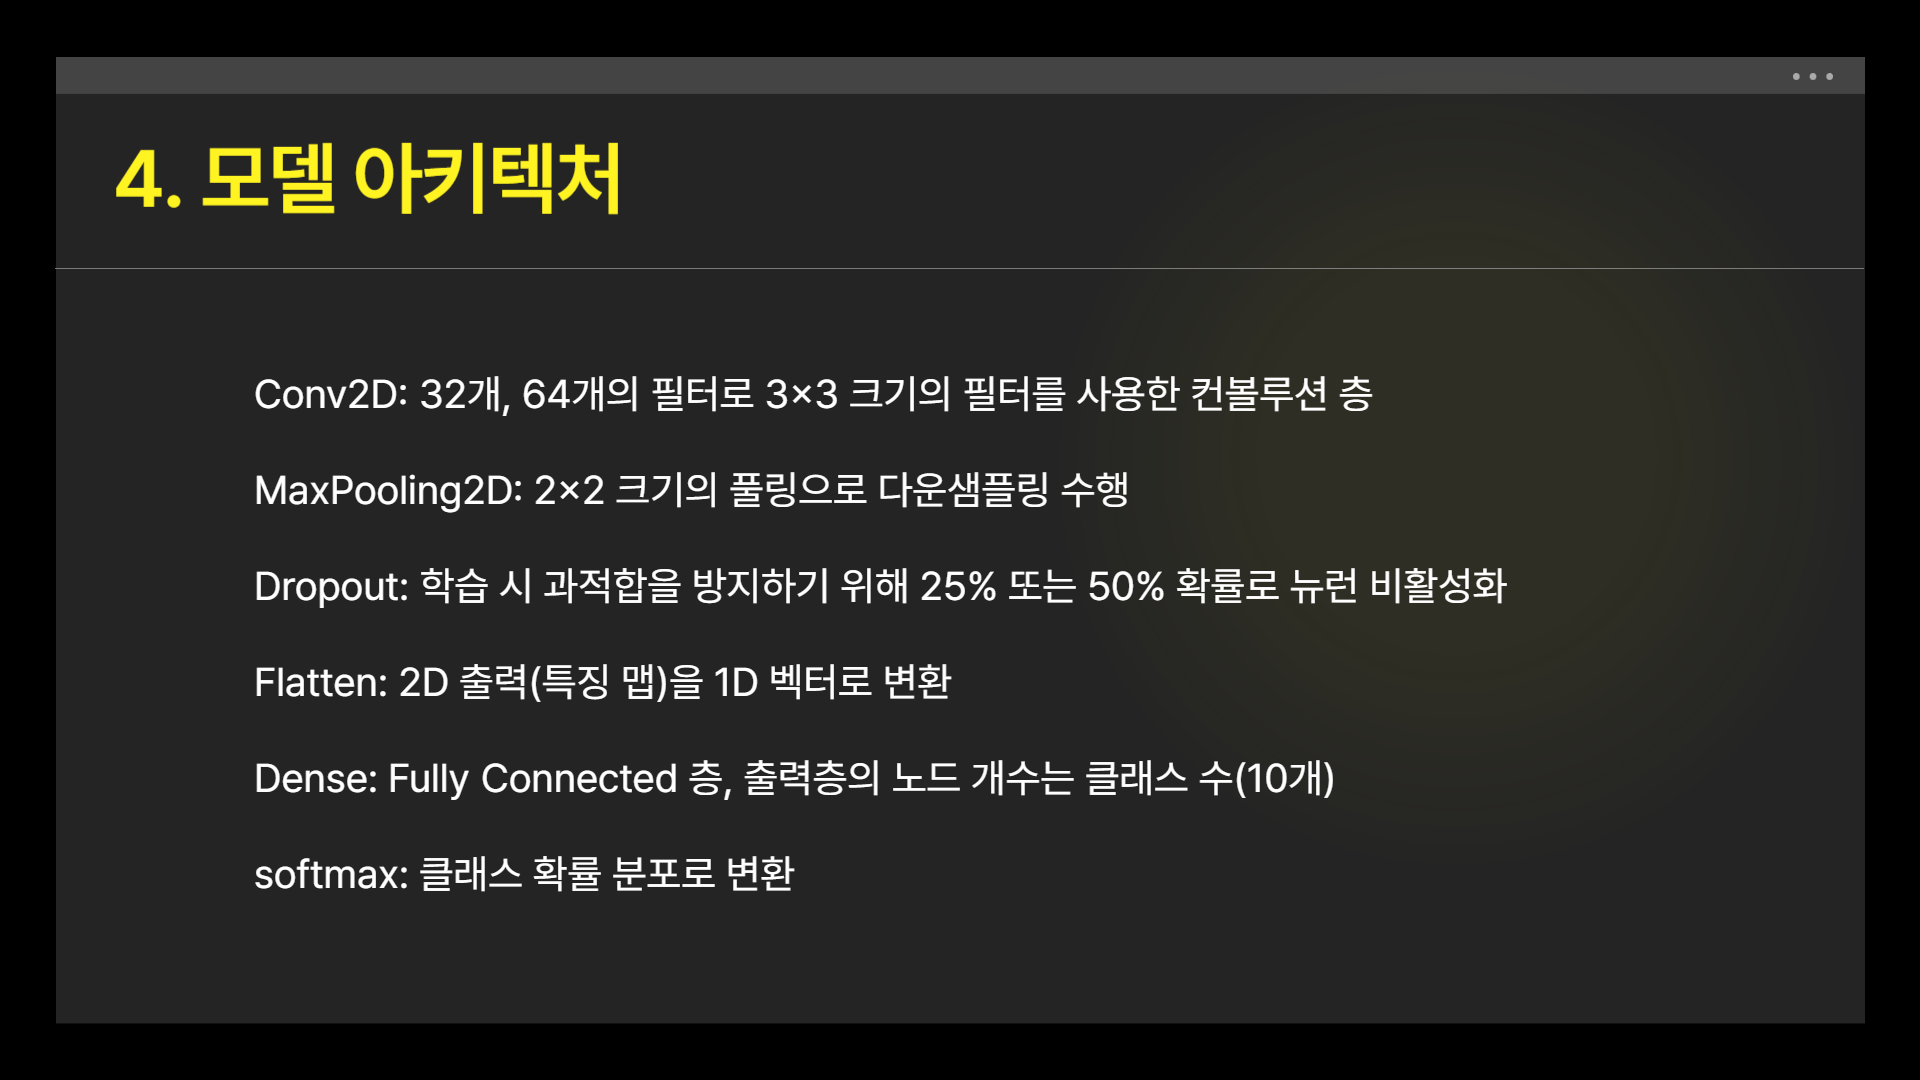 4. 모델 아키텍처
Conv2D: 32개, 64개의 필터로 3×3 크기의 필터를 사용한 컨볼루션 층
MaxPooling2D: 2×2 크기의 풀링으로 다운샘플링 수행
Dropout: 학습 시 과적합을 방지하기 위해 25% 또는 50% 확률로 뉴런 비활성화
Flatten: 2D 출력(특징 맵)을 1D 벡터로 변환
Dense: Fully Connected 층, 출력층의 노드 개수는 클래스 수(10개)
softmax: 클래스 확률 분포로 변환